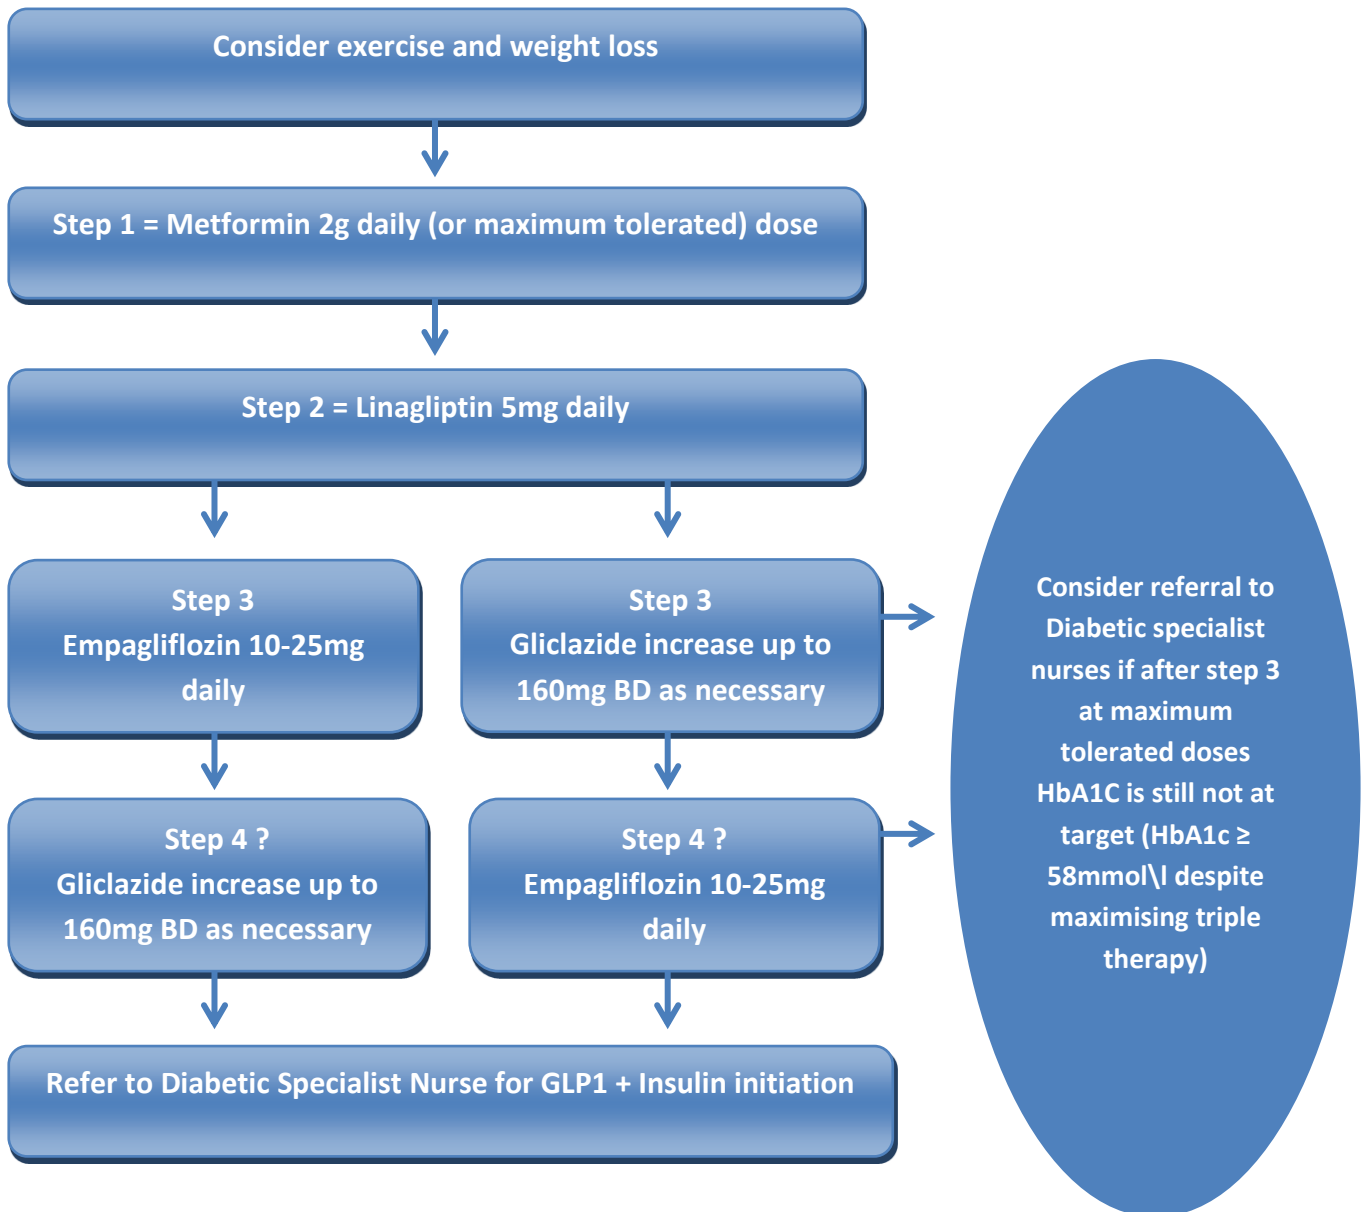 Consider exercise and weight loss
Step 1 = Metformin 2g daily (or maximum tolerated) dose
Step 2 = Linagliptin 5mg daily
Step 3
Empagliflozin 10-25mg
daily
Step 3
Gliclazide increase up to
160mg BD as necessary
Step 4 ?
Gliclazide increase up to
160mg BD as necessary
Step 4 ?
Empagliflozin 10-25mg
daily
Refer to Diabetic Specialist Nurse for GLP1 + Insulin initiation
Consider referral to
Diabetic specialist
nurses if after step 3
at maximum
tolerated doses
HbA1C is still not at
target (HbA1c ≥
58mmol\l despite
maximising triple
therapy)